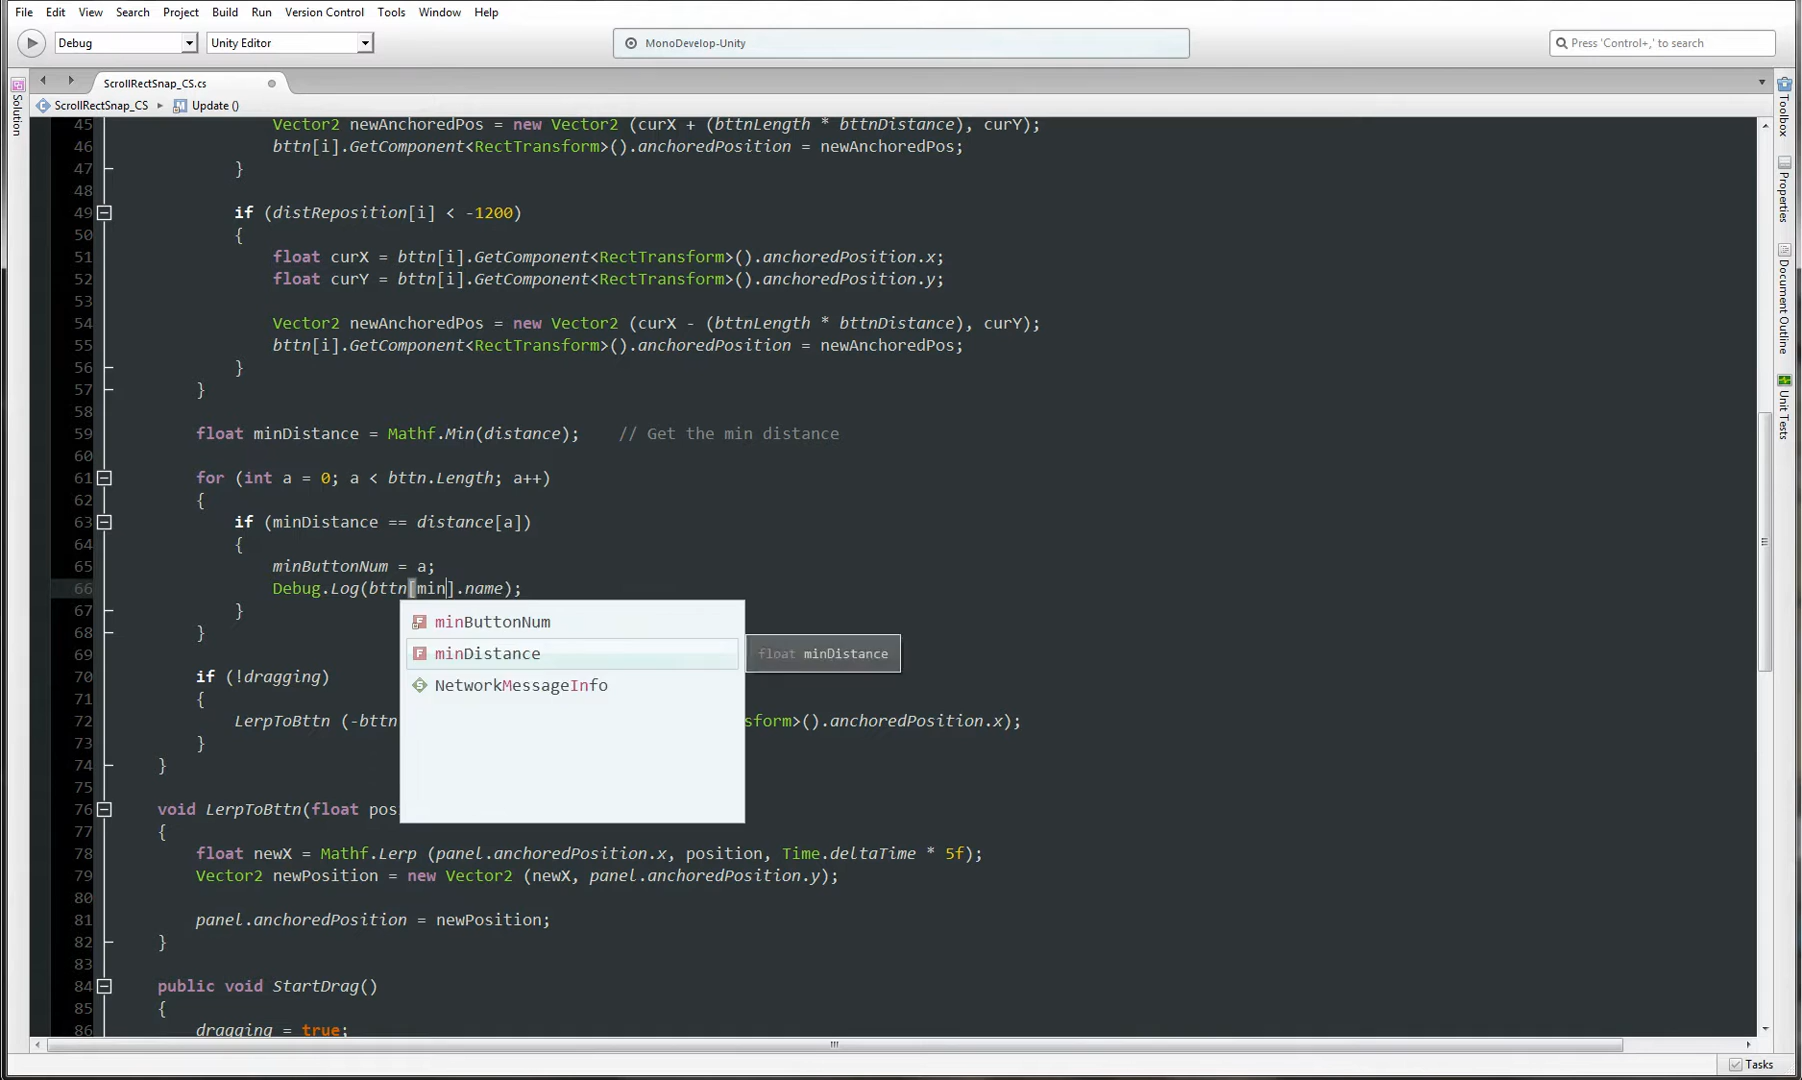 File Edit View Search Project Build Run Version Control Tools Window Help
Debug Unity Editor MonoDevelop-Unity Press 'Control+,' to search
ScrollRectSnap_CS.cs
ScrollRectSnap_CS Update ()
Solution
Toolbox
Properties
Document Outline
Unit Tests
45 Vector2 newAnchoredPos = new Vector2 (curX + (bttnLength * bttnDistance), curY);
46 bttn[i].GetComponent<RectTransform>().anchoredPosition = newAnchoredPos;
47 }
48
49 if (distReposition[i] < -1200)
50 {
51 float curX = bttn[i].GetComponent<RectTransform>().anchoredPosition.x;
52 float curY = bttn[i].GetComponent<RectTransform>().anchoredPosition.y;
53
54 Vector2 newAnchoredPos = new Vector2 (curX - (bttnLength * bttnDistance), curY);
55 bttn[i].GetComponent<RectTransform>().anchoredPosition = newAnchoredPos;
56 }
57 }
58
59 float minDistance = Mathf.Min(distance); // Get the min distance
60
61 for (int a = 0; a < bttn.Length; a++)
62 {
63 if (minDistance == distance[a])
64 {
65 minButtonNum = a;
66 Debug.Log(bttn[min].name);
67 }
minButtonNum
68 }
69 minDistance float minDistance
70 if (!dragging)
NetworkMessageInfo
71 {
72 LerpToBttn (-bttn sform>().anchoredPosition.x);
73 }
74 }
75
76 void LerpToBttn(float pos
77 {
78 float newX = Mathf.Lerp (panel.anchoredPosition.x, position, Time.deltaTime * 5f);
79 Vector2 newPosition = new Vector2 (newX, panel.anchoredPosition.y);
80
81 panel.anchoredPosition = newPosition;
82 }
83
84 public void StartDrag()
85 {
86 dragging = true;
Tasks